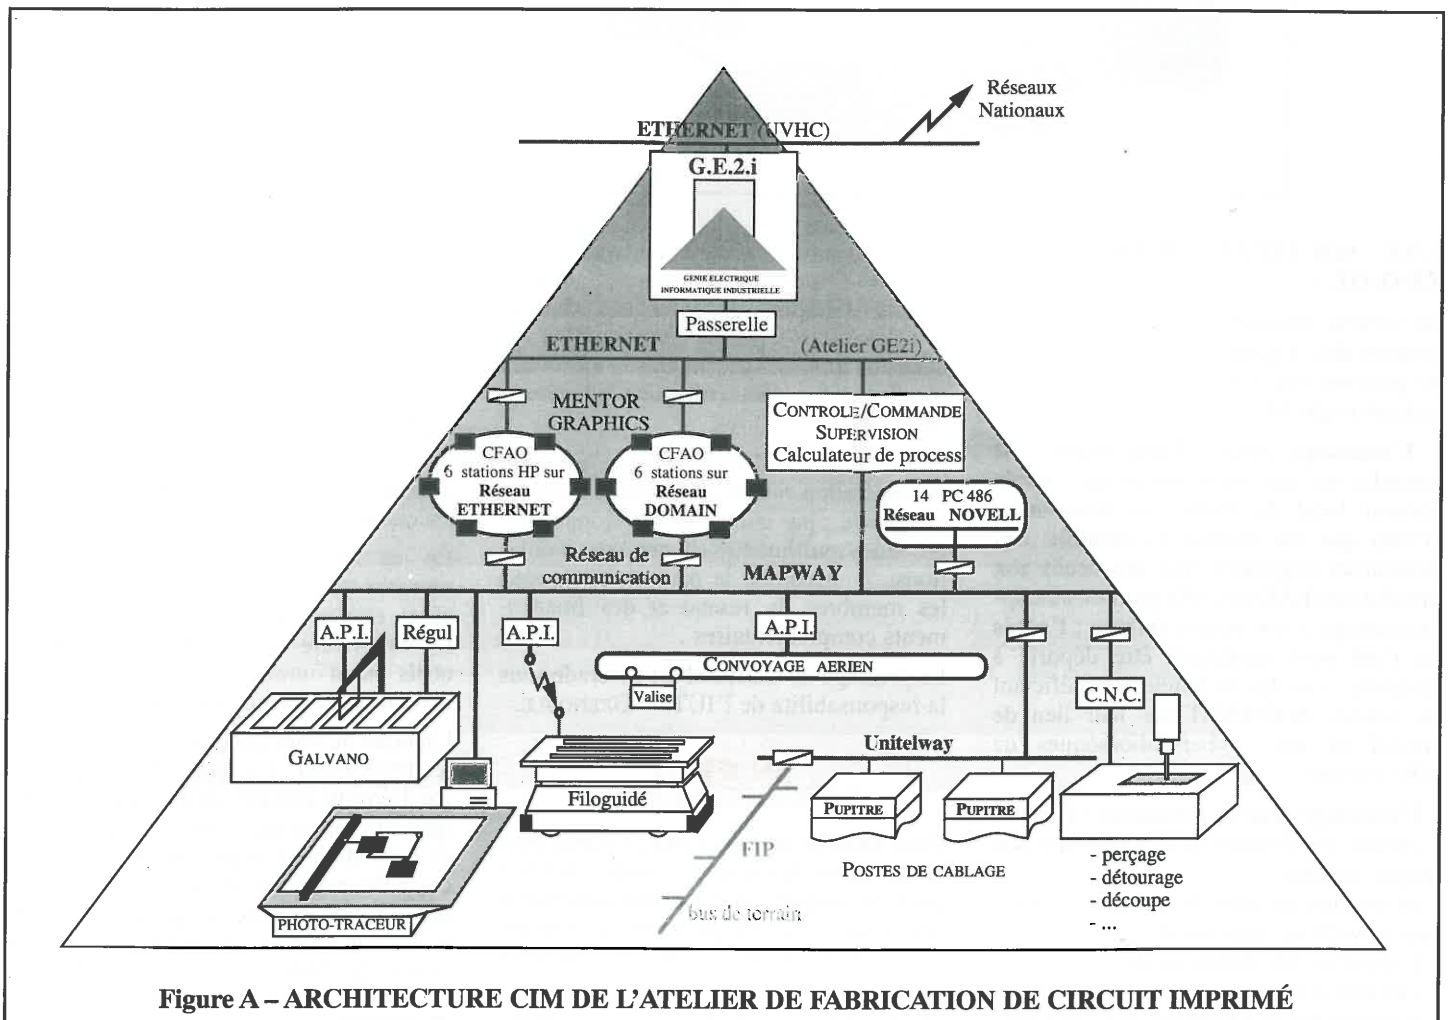 Réseaux
Nationaux
ETHERNET (UVHC)
G.E.2.i
GENIE ELECTRIQUE
INFORMATIQUE INDUSTRIELLE
Passerelle
ETHERNET
(Atelier GE2i)
MENTOR
GRAPHICS
CONTROLE/COMMANDE
SUPERVISION
Calculateur de process
CFAO
6 stations HP sur
Réseau
ETHERNET
CFAO
6 stations sur
Réseau
DOMAIN
14 PC 486
Réseau NOVELL
Réseau de
communication
MAPWAY
A.P.I.
Régul
A.P.I.
A.P.I.
CONVOYAGE AERIEN
Valise
C.N.C.
GALVANO
Unitelway
Filoguidé
PUPITRE
PUPITRE
FIP
POSTES DE CABLAGE
- perçage
- détourage
- découpe
- ...
bus de terrain
PHOTO-TRACEUR
Figure A – ARCHITECTURE CIM DE L'ATELIER DE FABRICATION DE CIRCUIT IMPRIMÉ